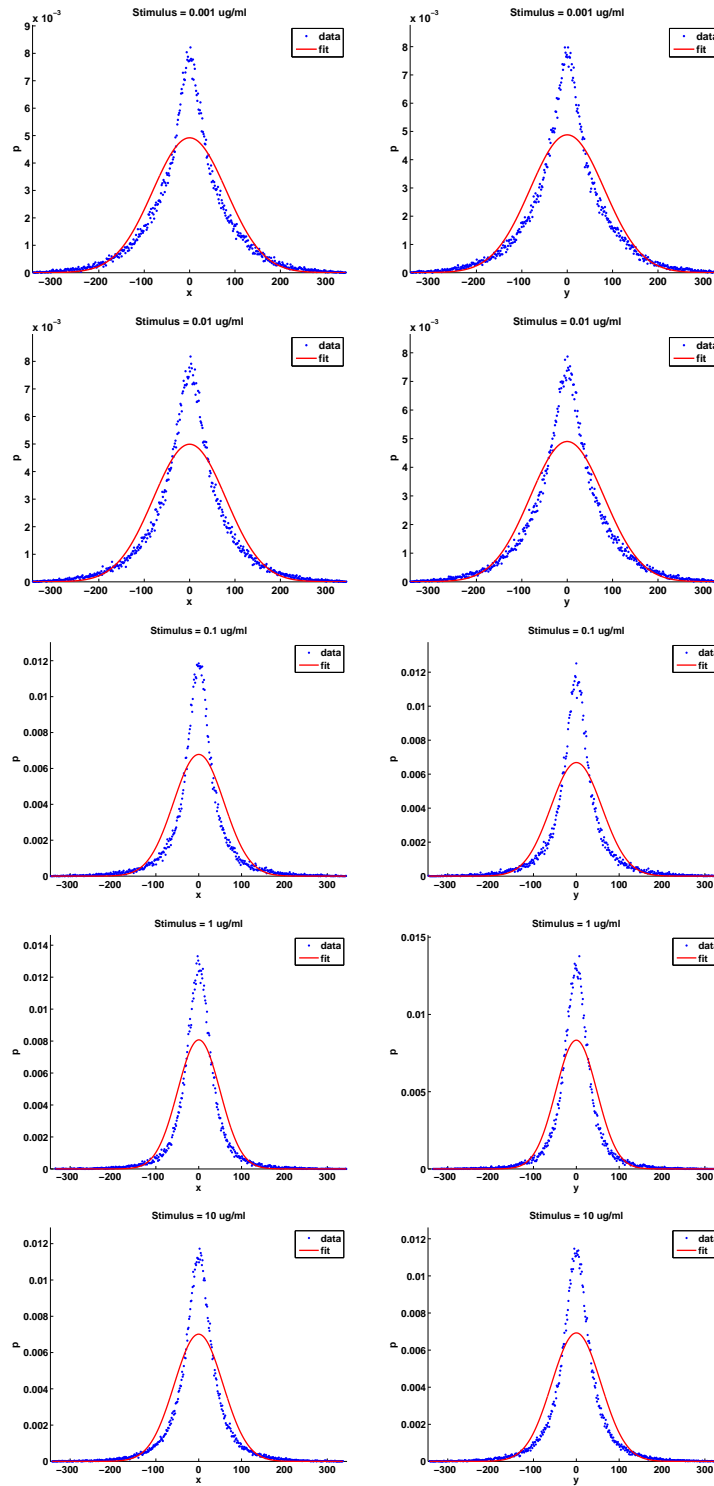 x 10⁻³
Stimulus = 0.001 ug/ml
data
fit
9
8
7
6
5
4
3
2
1
0
p
−300 −200 −100 0 100 200 300
x
x 10⁻³
Stimulus = 0.001 ug/ml
data
fit
8
7
6
5
4
3
2
1
0
p
−300 −200 −100 0 100 200 300
y
x 10⁻³
Stimulus = 0.01 ug/ml
data
fit
8
7
6
5
4
3
2
1
0
p
−300 −200 −100 0 100 200 300
x
x 10⁻³
Stimulus = 0.01 ug/ml
data
fit
8
7
6
5
4
3
2
1
0
p
−300 −200 −100 0 100 200 300
y
Stimulus = 0.1 ug/ml
data
fit
0.012
0.01
0.008
0.006
0.004
0.002
0
p
−300 −200 −100 0 100 200 300
x
Stimulus = 0.1 ug/ml
data
fit
0.012
0.01
0.008
0.006
0.004
0.002
0
p
−300 −200 −100 0 100 200 300
y
Stimulus = 1 ug/ml
data
fit
0.014
0.012
0.01
0.008
0.006
0.004
0.002
0
p
−300 −200 −100 0 100 200 300
x
Stimulus = 1 ug/ml
data
fit
0.015
0.01
0.005
0
p
−300 −200 −100 0 100 200 300
y
Stimulus = 10 ug/ml
data
fit
0.012
0.01
0.008
0.006
0.004
0.002
0
p
−300 −200 −100 0 100 200 300
x
Stimulus = 10 ug/ml
data
fit
0.012
0.01
0.008
0.006
0.004
0.002
0
p
−300 −200 −100 0 100 200 300
y